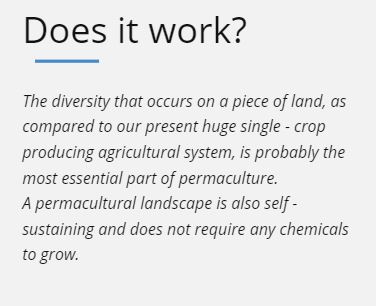 Does it work?
The diversity that occurs on a piece of land, as
compared to our present huge single - crop
producing agricultural system, is probably the
most essential part of permaculture.
A permacultural landscape is also self -
sustaining and does not require any chemicals
to grow.